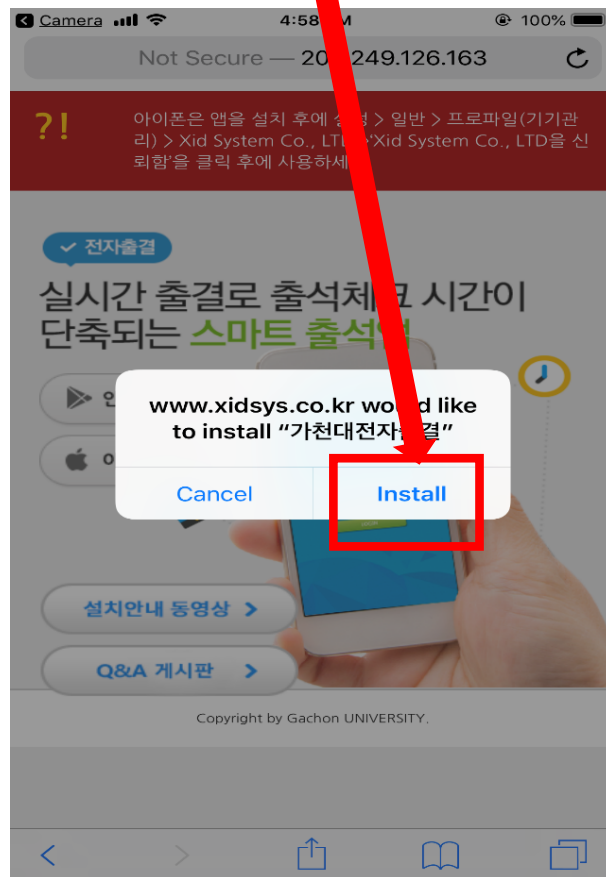 Camera
4:58 M
100%
Not Secure — 20 249.126.163
?!
아이폰은 앱을 설치 후에 > 일반 > 프로파일(기기관
리) > Xid System Co., LTD 'Xid System Co., LTD을 신
뢰함'을 클릭 후에 사용하세
전자출결
실시간 출결로 출석체크 시간이
단축되는 스마트
www.xidsys.co.kr would like
to install “가천대전자출결”
Cancel
Install
설치안내 동영상 >
Q&A 게시판 >
Copyright by Gachon UNIVERSITY.